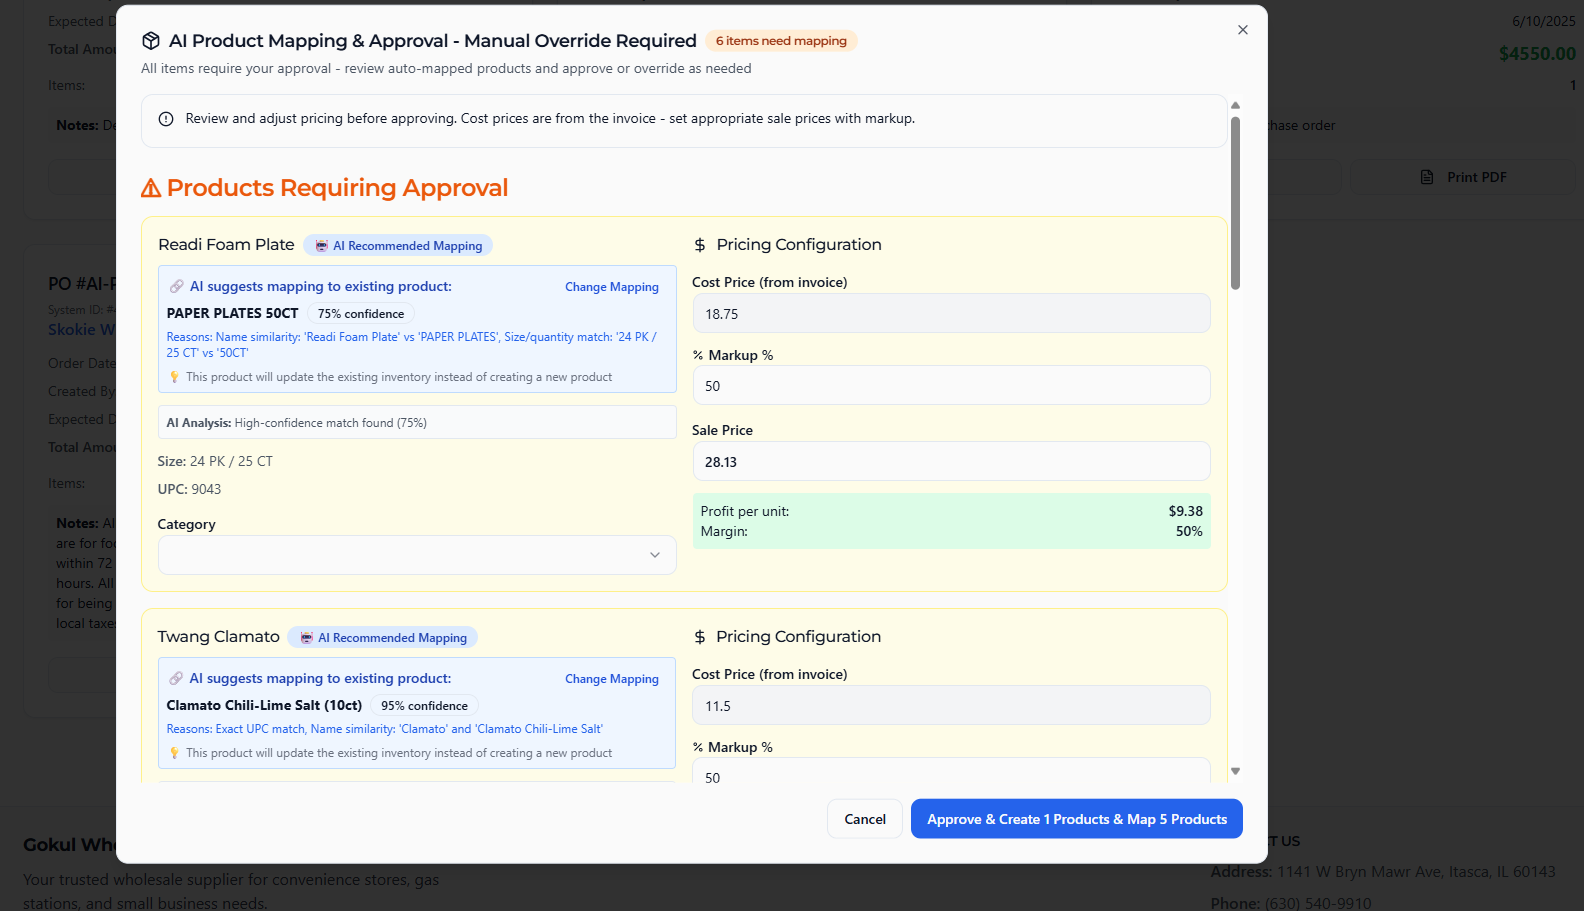 AI Product Mapping & Approval - Manual Override Required
6 items need mapping
All items require your approval - review auto-mapped products and approve or override as needed
Review and adjust pricing before approving. Cost prices are from the invoice - set appropriate sale prices with markup.
Products Requiring Approval
Readi Foam Plate
AI Recommended Mapping
AI suggests mapping to existing product:
Change Mapping
PAPER PLATES 50CT
75% confidence
Reasons: Name similarity: 'Readi Foam Plate' vs 'PAPER PLATES', Size/quantity match: '24 PK /
25 CT' vs '50CT'
This product will update the existing inventory instead of creating a new product
AI Analysis: High-confidence match found (75%)
Size: 24 PK / 25 CT
UPC: 9043
Category
$ Pricing Configuration
Cost Price (from invoice)
18.75
% Markup %
50
Sale Price
28.13
Profit per unit: $9.38
Margin: 50%
Twang Clamato
AI Recommended Mapping
AI suggests mapping to existing product:
Change Mapping
Clamato Chili-Lime Salt (10ct)
95% confidence
Reasons: Exact UPC match, Name similarity: 'Clamato' and 'Clamato Chili-Lime Salt'
This product will update the existing inventory instead of creating a new product
$ Pricing Configuration
Cost Price (from invoice)
11.5
% Markup %
50
Cancel
Approve & Create 1 Products & Map 5 Products
Expected
Total
Items:
Notes:
6/10/2025
$4550.00
1
purchase order
Print PDF
PO #AI-
System ID:
Skokie
Order Date
Created By
Expected
Total
Items:
Notes: AI
are for
within 72
hours. All
for being
local taxes
Gokul
Your trusted wholesale supplier for convenience stores, gas
stations, and small business needs.
US
Address: 1141 W Bryn Mawr Ave, Itasca, IL 60143
Phone: (630) 540-9910